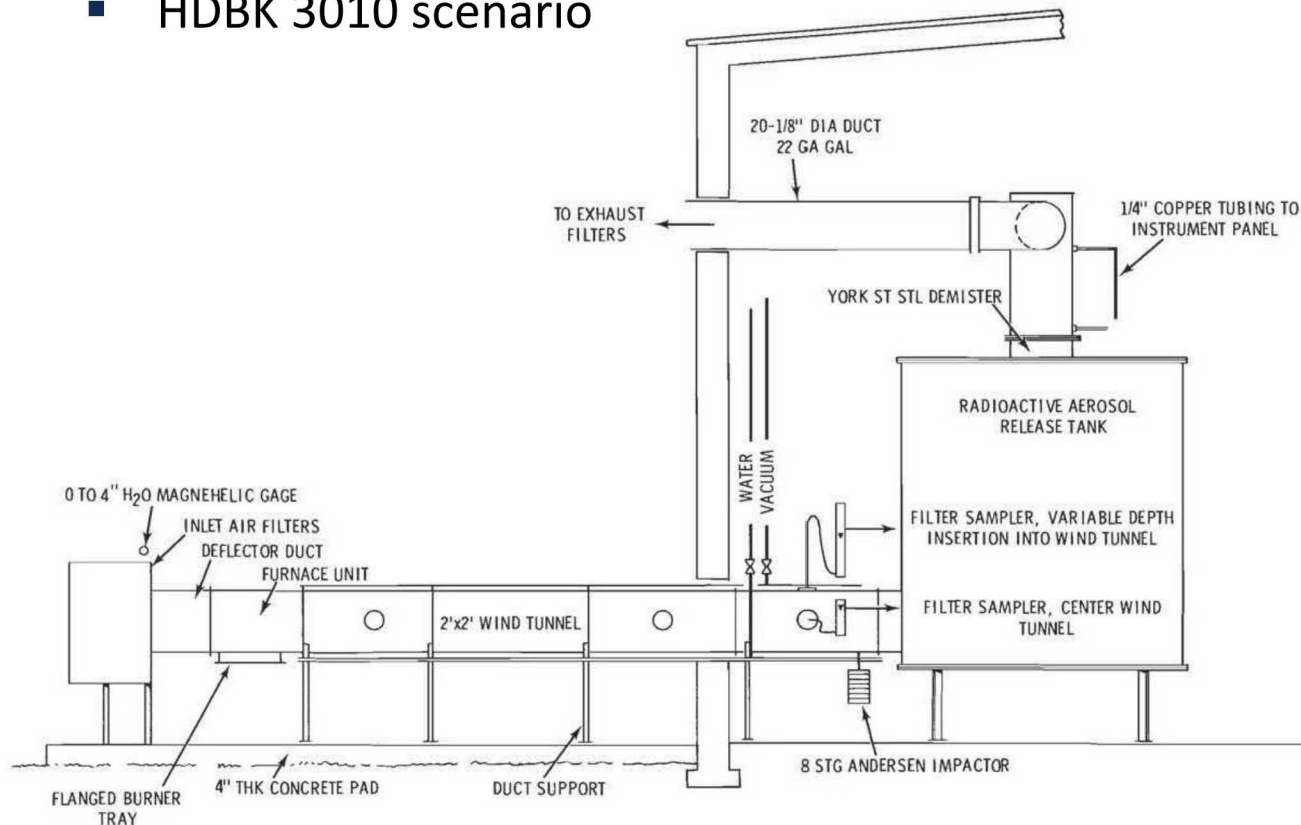 ▪ HDBK 3010 scenario
20-1/8" DIA DUCT
22 GA GAL
TO EXHAUST
FILTERS
1/4" COPPER TUBING TO
INSTRUMENT PANEL
YORK ST STL DEMISTER
RADIOACTIVE AEROSOL
RELEASE TANK
WATER
VACUUM
0 TO 4" H₂O MAGNEHELIC GAGE
INLET AIR FILTERS
DEFLECTOR DUCT
FURNACE UNIT
FILTER SAMPLER, VARIABLE DEPTH
INSERTION INTO WIND TUNNEL
2'x2' WIND TUNNEL
FILTER SAMPLER, CENTER WIND
TUNNEL
8 STG ANDERSEN IMPACTOR
FLANGED BURNER
TRAY
4" THK CONCRETE PAD
DUCT SUPPORT